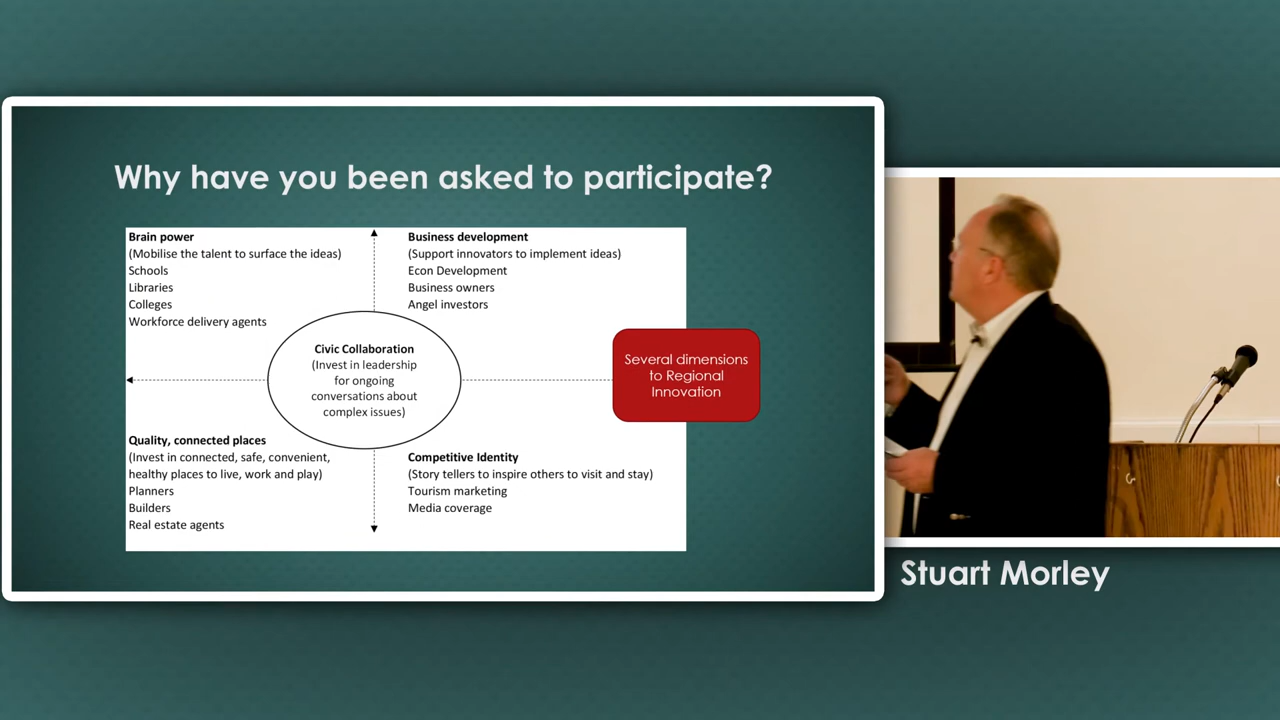 Why have you been asked to participate?
Brain power
(Mobilise the talent to surface the ideas)
Schools
Libraries
Colleges
Workforce delivery agents
Business development
(Support innovators to implement ideas)
Econ Development
Business owners
Angel investors
Civic Collaboration
(Invest in leadership
for ongoing
conversations about
complex issues)
Several dimensions
to Regional
Innovation
Quality, connected places
(Invest in connected, safe, convenient,
healthy places to live, work and play)
Planners
Builders
Real estate agents
Competitive Identity
(Story tellers to inspire others to visit and stay)
Tourism marketing
Media coverage
Stuart Morley